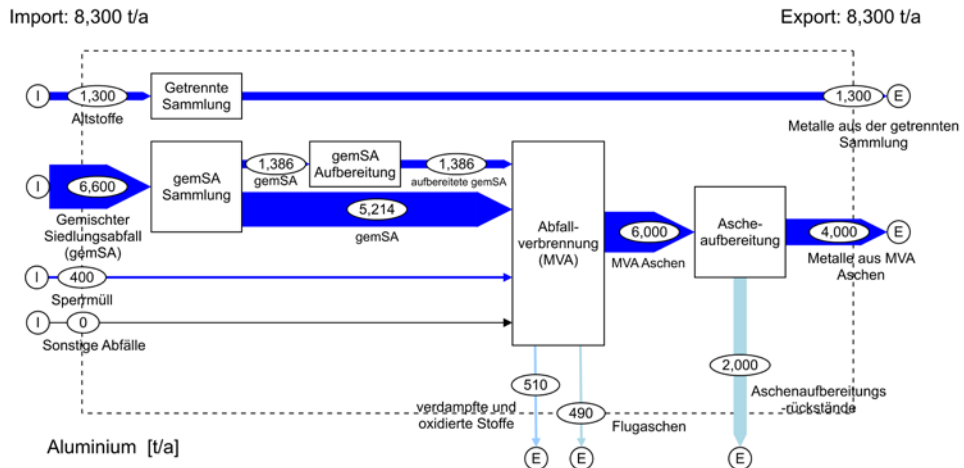 Import: 8,300 t/a
Export: 8,300 t/a
I
1,300
Altstoffe
Getrennte
Sammlung
1,300
E
Metalle aus der getrennten
Sammlung
I
6,600
Gemischter
Siedlungsabfall
(gemSA)
gemSA
Sammlung
1,386
gemSA
gemSA
Aufbereitung
1,386
aufbereitete gemSA
5,214
gemSA
Abfall-
verbrennung
(MVA)
6,000
MVA Aschen
Asche-
aufbereitung
4,000
E
Metalle aus MVA
Aschen
I
400
Sperrmüll
I
0
Sonstige Abfälle
510
verdampfte und
oxidierte Stoffe
E
490
Flugaschen
E
2,000
Aschenaufbereitungs
-rückstände
E
Aluminium [t/a]